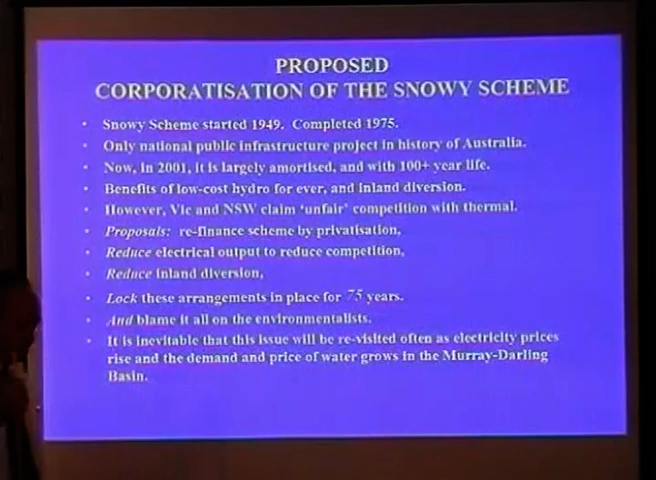 PROPOSED
CORPORATISATION OF THE SNOWY SCHEME
• Snowy Scheme started 1949. Completed 1975.
• Only national public infrastructure project in history of Australia.
• Now, in 2001, it is largely amortised, and with 100+ year life.
• Benefits of low-cost hydro for ever, and inland diversion.
• However, Vic and NSW claim ‘unfair’ competition with thermal.
• Proposals: re-finance scheme by privatisation,
• Reduce electrical output to reduce competition,
• Reduce inland diversion,
• Lock these arrangements in place for 75 years.
• And blame it all on the environmentalists.
• It is inevitable that this issue will be re-visited often as electricity prices
rise and the demand and price of water grows in the Murray-Darling
Basin.